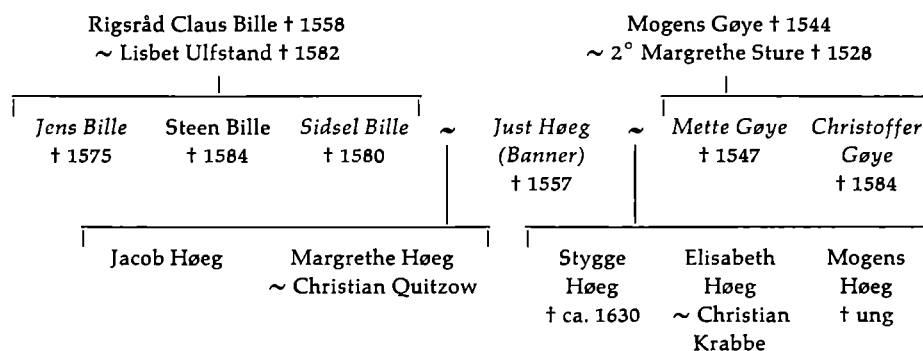 Rigsråd Claus Bille † 1558
~ Lisbet Ulfstand † 1582
Mogens Gøye † 1544
~ 2° Margrethe Sture † 1528
Jens Bille
† 1575
Steen Bille
† 1584
Sidsel Bille
† 1580
~
Just Høeg
(Banner)
† 1557
~
Mette Gøye
† 1547
Christoffer
Gøye
† 1584
Jacob Høeg
Margrethe Høeg
~ Christian Quitzow
Stygge
Høeg
† ca. 1630
Elisabeth
Høeg
~ Christian
Krabbe
Mogens
Høeg
† ung